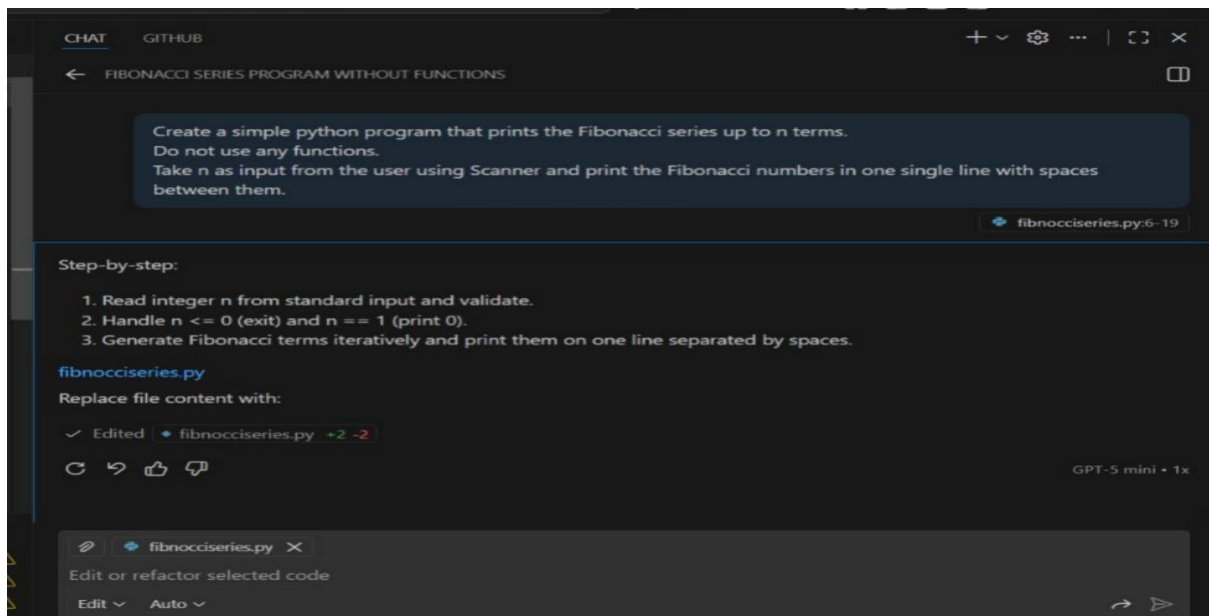 CHAT GITHUB
FIBONACCI SERIES PROGRAM WITHOUT FUNCTIONS
Create a simple python program that prints the Fibonacci series up to n terms.
Do not use any functions.
Take n as input from the user using Scanner and print the Fibonacci numbers in one single line with spaces
between them.
fibnocciseries.py:6-19
Step-by-step:
1. Read integer n from standard input and validate.
2. Handle n <= 0 (exit) and n == 1 (print 0).
3. Generate Fibonacci terms iteratively and print them on one line separated by spaces.
fibnocciseries.py
Replace file content with:
Edited fibnocciseries.py +2 -2
GPT-5 mini • 1x
fibnocciseries.py
Edit or refactor selected code
Edit Auto